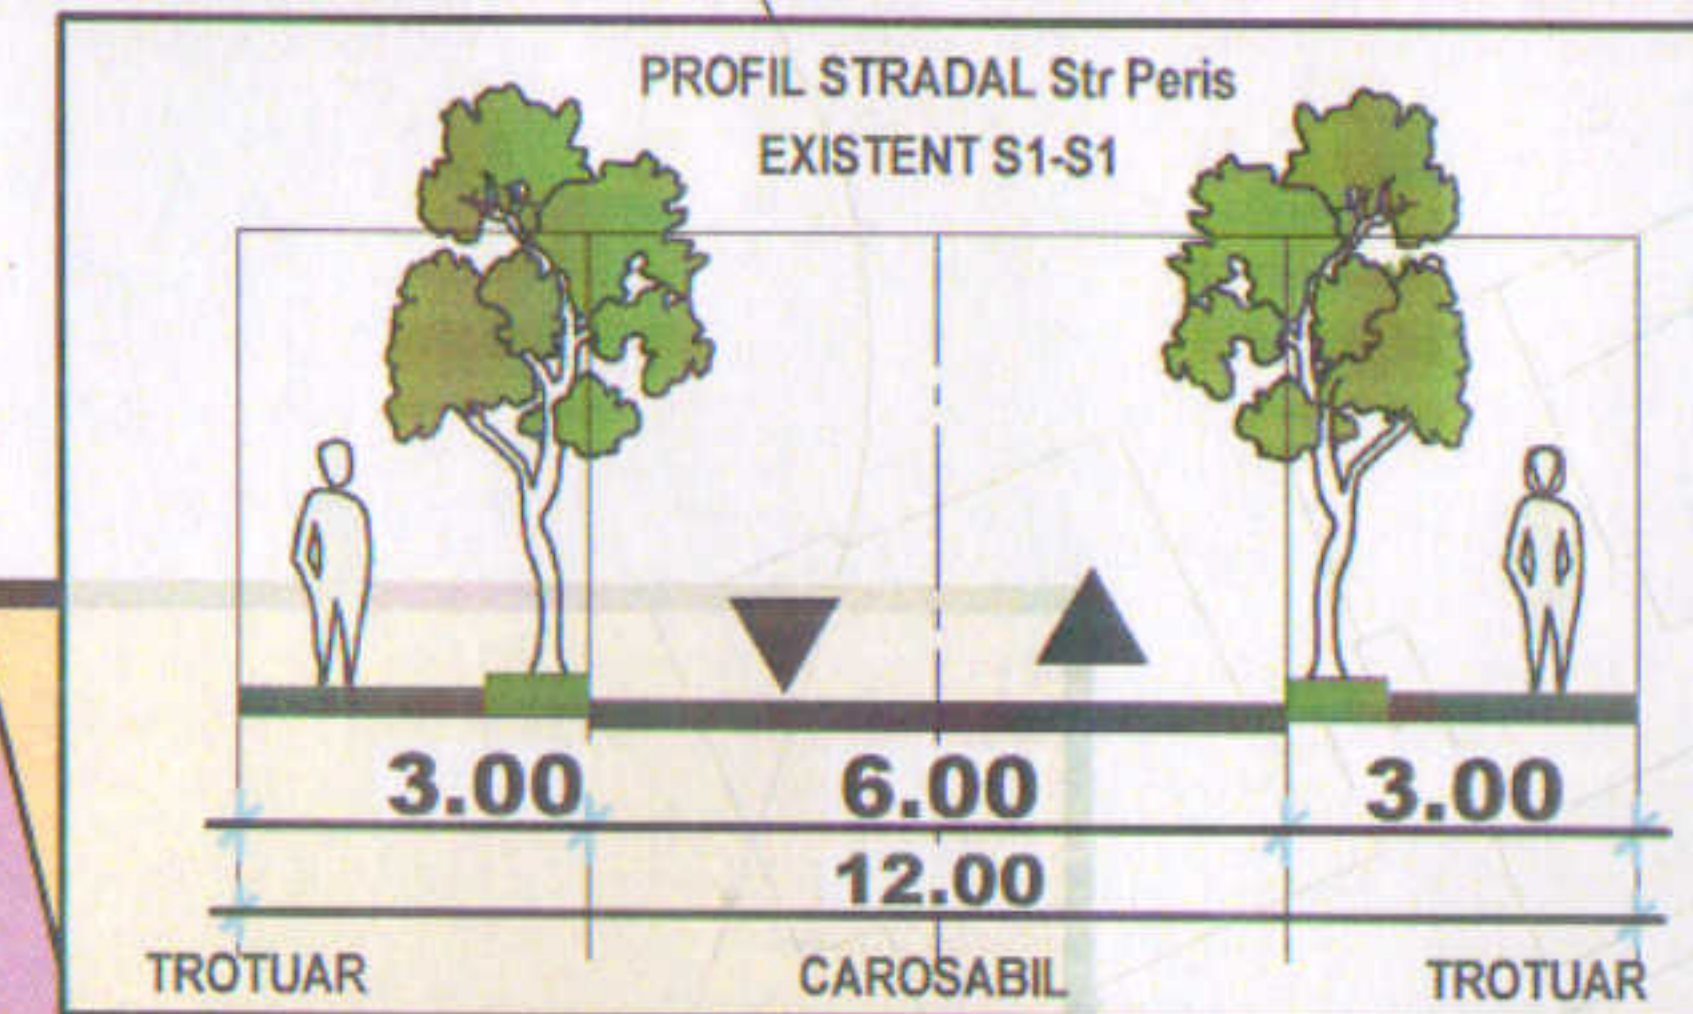 PROFIL STRADAL Str Peris
EXISTENT S1-S1
3.00 6.00 3.00
12.00
TROTUAR CAROSABIL TROTUAR